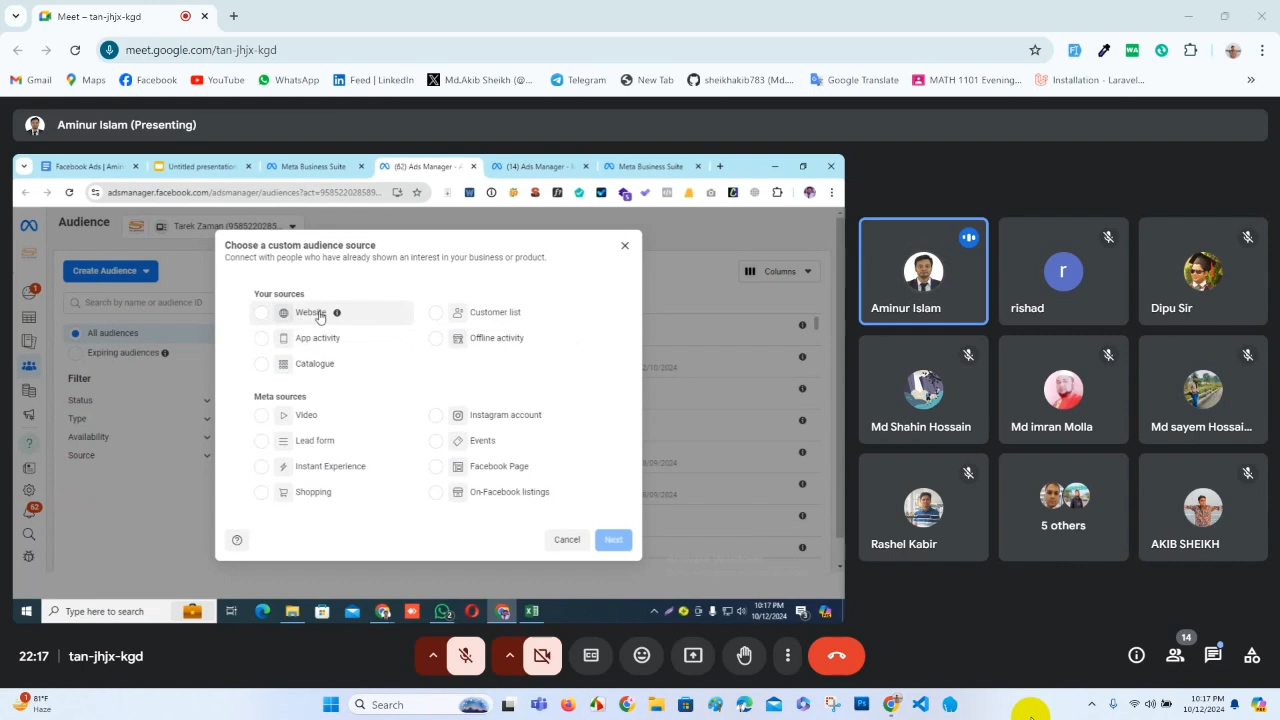 Meet – tan-jhjx-kgd
meet.google.com/tan-jhjx-kgd
Gmail
Maps
Facebook
YouTube
WhatsApp
Feed | LinkedIn
Md.Akib Sheikh (@...
Telegram
New Tab
sheikhakib783 (Md....
Google Translate
MATH 1101 Evening...
Installation - Laravel...
Aminur Islam (Presenting)
Facebook Ads | Amin
Untitled presentation
Meta Business Suite
(62) Ads Manager - A
(14) Ads Manager - M
Meta Business Suite
adsmanager.facebook.com/adsmanager/audiences?act=958522028589...
Audience
Tarek Zaman (9585220285...
Create Audience
Columns
Search by name or audience ID
All audiences
Expiring audiences
Filter
Status
Type
Availability
Source
1
62
Choose a custom audience source
Connect with people who have already shown an interest in your business or product.
Your sources
Website
Customer list
App activity
Offline activity
Catalogue
Meta sources
Video
Instagram account
Lead form
Events
Instant Experience
Facebook Page
Shopping
On-Facebook listings
Cancel
Next
/10/2024
/09/2024
/09/2024
Type here to search
2
10:17 PM
10/12/2024
Aminur Islam
r
rishad
Dipu Sir
Md Shahin Hossain
Md imran Molla
Md sayem Hossai...
Rashel Kabir
5 others
AKIB SHEIKH
22:17 | tan-jhjx-kgd
14
81°F
Haze
Search
10:17 PM
10/12/2024